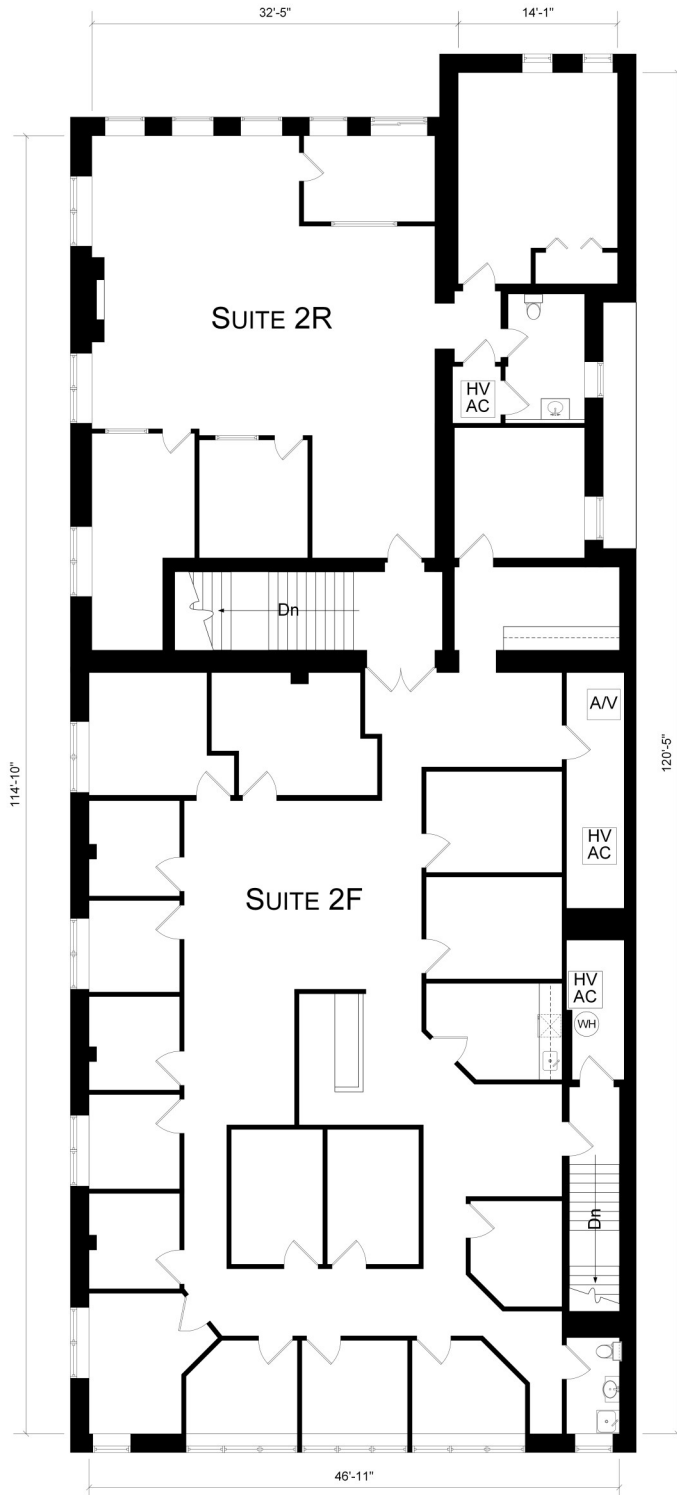 32'-5"
14'-1"
SUITE 2R
HV
AC
Dn
A/V
114'-10"
120'-5"
HV
AC
SUITE 2F
HV
AC
WH
Dn
46'-11"